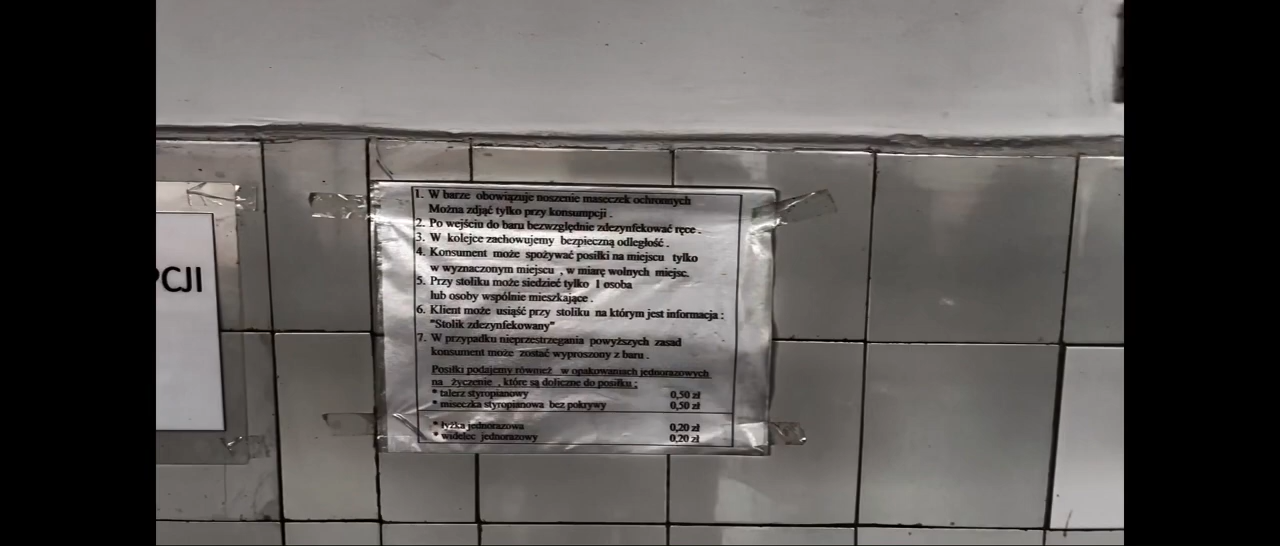 PCJI
1. W barze obowiązuje noszenie maseczek ochronnych
Można zdjąć tylko przy konsumpcji .
2. Po wejściu do baru bezwzględnie zdezynfekować ręce .
3. W kolejce zachowujemy bezpieczną odległość .
4. Konsument może spożywać posiłki na miejscu tylko
w wyznaczonym miejscu , w miarę wolnych miejsc.
5. Przy stoliku może siedzieć tylko 1 osoba
lub osoby wspólnie mieszkające .
6. Klient może usiąść przy stoliku na którym jest informacja :
"Stolik zdezynfekowany"
7. W przypadku nieprzestrzegania powyższych zasad
konsument może zostać wyproszony z baru .
Posiłki podajemy również w opakowaniach jednorazowych
na życzenie , które są doliczne do posiłku ;
* talerz styropianowy 0,50 zł
* miseczka styropianowa bez pokrywy 0,50 zł
* łyżka jednorazowa 0,20 zł
* widelec jednorazowy 0,20 zł